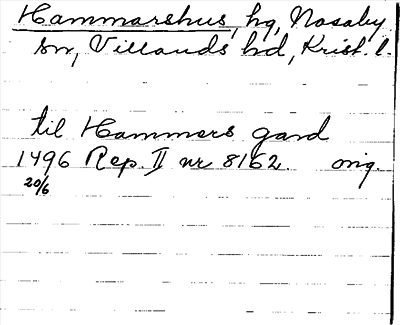 Hammarshus, hg, Nosaby
sn, Villands hd, Krist. l.
til Hammers gard
1496 Rep. II nr 8162. orig.
20/6